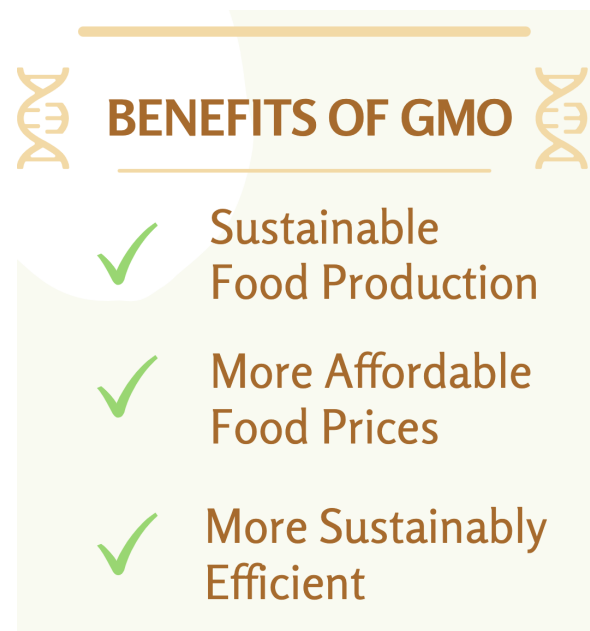 BENEFITS OF GMO
Sustainable
Food Production
More Affordable
Food Prices
More Sustainably
Efficient